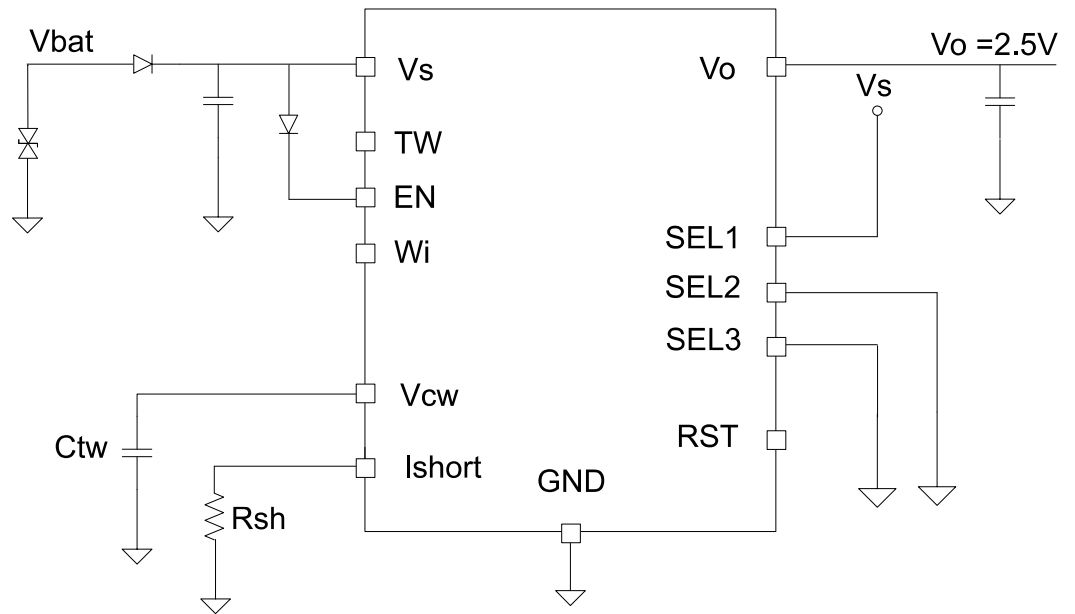 Vbat
Vs
Vo
Vo =2.5V
Vs
TW
EN
Wi
SEL1
SEL2
SEL3
Vcw
Ctw
RST
Ishort
GND
Rsh